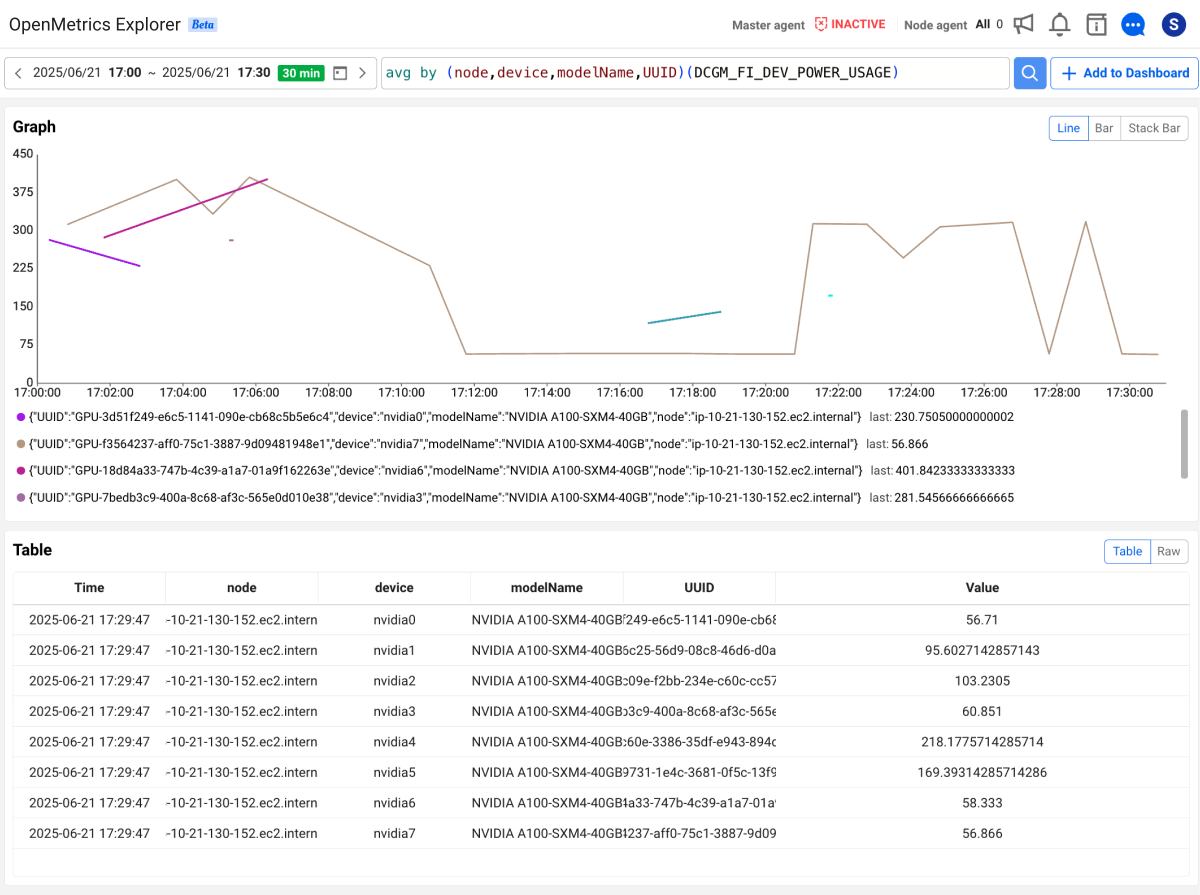 OpenMetrics Explorer Beta
Master agent INACTIVE Node agent All 0 S
2025/06/21 17:00 ~ 2025/06/21 17:30 30 min avg by (node,device,modelName,UUID)(DCGM_FI_DEV_POWER_USAGE) + Add to Dashboard
Graph
Line Bar Stack Bar
450
375
300
225
150
75
0
17:00:00 17:02:00 17:04:00 17:06:00 17:08:00 17:10:00 17:12:00 17:14:00 17:16:00 17:18:00 17:20:00 17:22:00 17:24:00 17:26:00 17:28:00 17:30:00
{"UUID":"GPU-3d51f249-e6c5-1141-090e-cb68c5b5e6c4","device":"nvidia0","modelName":"NVIDIA A100-SXM4-40GB","node":"ip-10-21-130-152.ec2.internal"} last: 230.75050000000002
{"UUID":"GPU-f3564237-aff0-75c1-3887-9d09481948e1","device":"nvidia7","modelName":"NVIDIA A100-SXM4-40GB","node":"ip-10-21-130-152.ec2.internal"} last: 56.866
{"UUID":"GPU-18d84a33-747b-4c39-a1a7-01a9f162263e","device":"nvidia6","modelName":"NVIDIA A100-SXM4-40GB","node":"ip-10-21-130-152.ec2.internal"} last: 401.84233333333333
{"UUID":"GPU-7bedb3c9-400a-8c68-af3c-565e0d010e38","device":"nvidia3","modelName":"NVIDIA A100-SXM4-40GB","node":"ip-10-21-130-152.ec2.internal"} last: 281.54566666666665
Table
Table Raw
Time node device modelName UUID Value
2025-06-21 17:29:47 -10-21-130-152.ec2.intern nvidia0 NVIDIA A100-SXM4-40GB f249-e6c5-1141-090e-cb68 56.71
2025-06-21 17:29:47 -10-21-130-152.ec2.intern nvidia1 NVIDIA A100-SXM4-40GB 6c25-56d9-08c8-46d6-d0a 95.6027142857143
2025-06-21 17:29:47 -10-21-130-152.ec2.intern nvidia2 NVIDIA A100-SXM4-40GB c09e-f2bb-234e-c60c-cc57 103.2305
2025-06-21 17:29:47 -10-21-130-152.ec2.intern nvidia3 NVIDIA A100-SXM4-40GB b3c9-400a-8c68-af3c-565e 60.851
2025-06-21 17:29:47 -10-21-130-152.ec2.intern nvidia4 NVIDIA A100-SXM4-40GB c60e-3386-35df-e943-894c 218.1775714285714
2025-06-21 17:29:47 -10-21-130-152.ec2.intern nvidia5 NVIDIA A100-SXM4-40GB 9731-1e4c-3681-0f5c-13f9 169.39314285714286
2025-06-21 17:29:47 -10-21-130-152.ec2.intern nvidia6 NVIDIA A100-SXM4-40GB 4a33-747b-4c39-a1a7-01a 58.333
2025-06-21 17:29:47 -10-21-130-152.ec2.intern nvidia7 NVIDIA A100-SXM4-40GB 4237-aff0-75c1-3887-9d09 56.866